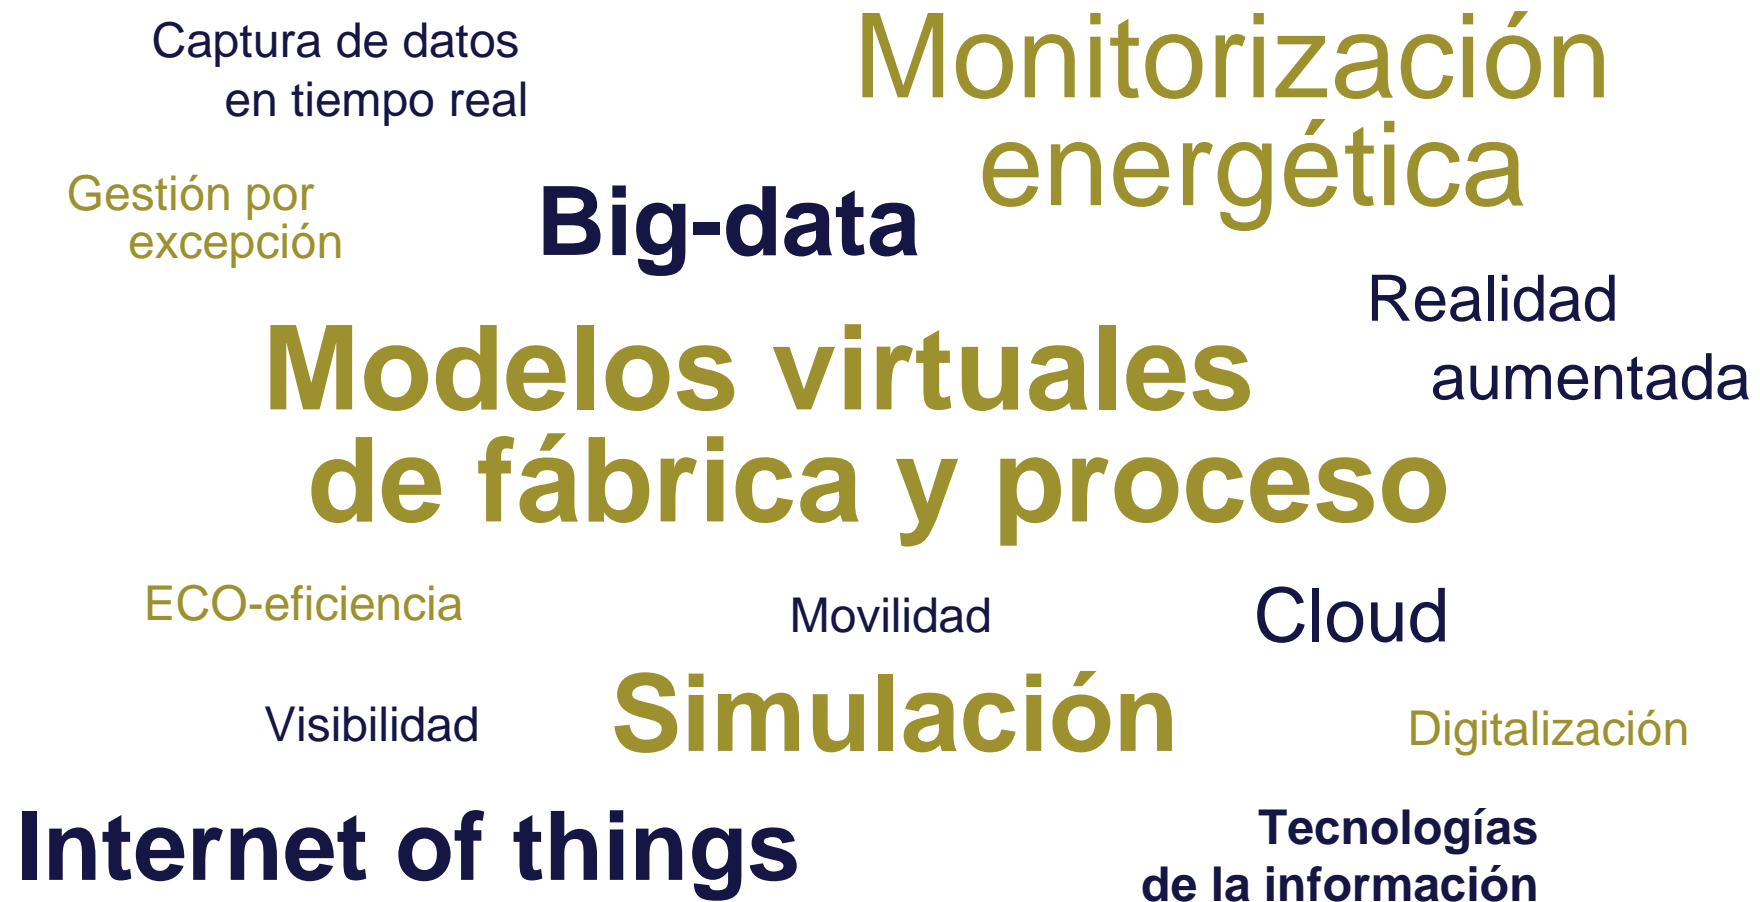 Captura de datos
en tiempo real
Monitorización
energética
Gestión por
excepción
Big-data
Realidad
aumentada
Modelos virtuales
de fábrica y proceso
ECO-eficiencia
Movilidad
Cloud
Visibilidad
Simulación
Digitalización
Internet of things
Tecnologías
de la información